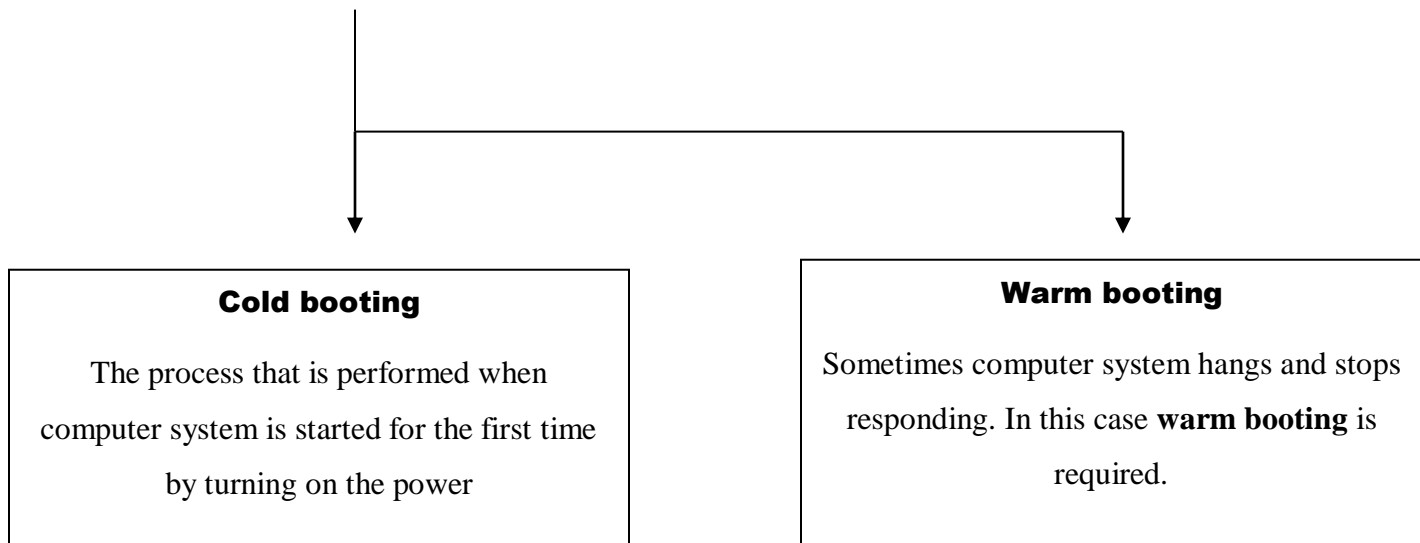 Cold booting
The process that is performed when
computer system is started for the first time
by turning on the power
Warm booting
Sometimes computer system hangs and stops
responding. In this case warm booting is
required.